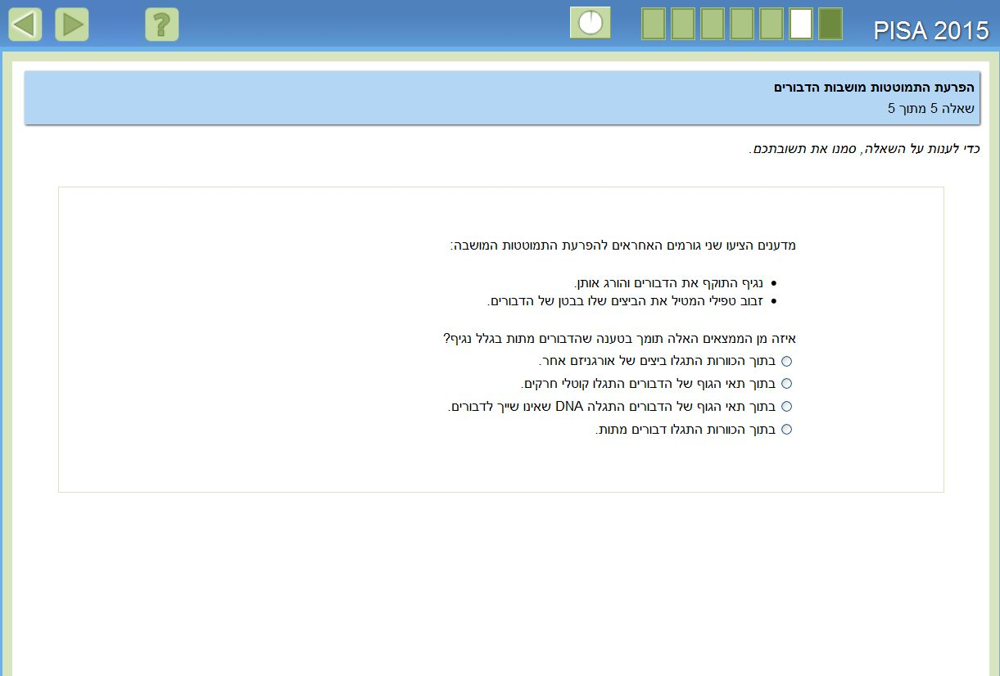 PISA 2015
הפרעת התמוטטות מושבות הדבורים
שאלה 5 מתוך 5
כדי לענות על השאלה, סמנו את תשובתכם.
מדענים הציעו שני גורמים האחראים להפרעת התמוטטות המושבה:
• נגיף התוקף את הדבורים והורג אותן.
• זבוב טפילי המטיל את הביצים שלו בבטן של הדבורים.
איזה מן הממצאים האלה תומך בטענה שהדבורים מתות בגלל נגיף?
בתוך הכוורות התגלו ביצים של אורגניזם אחר.
בתוך תאי הגוף של הדבורים התגלו קוטלי חרקים.
בתוך תאי הגוף של הדבורים התגלה DNA שאינו שייך לדבורים.
בתוך הכוורות התגלו דבורים מתות.